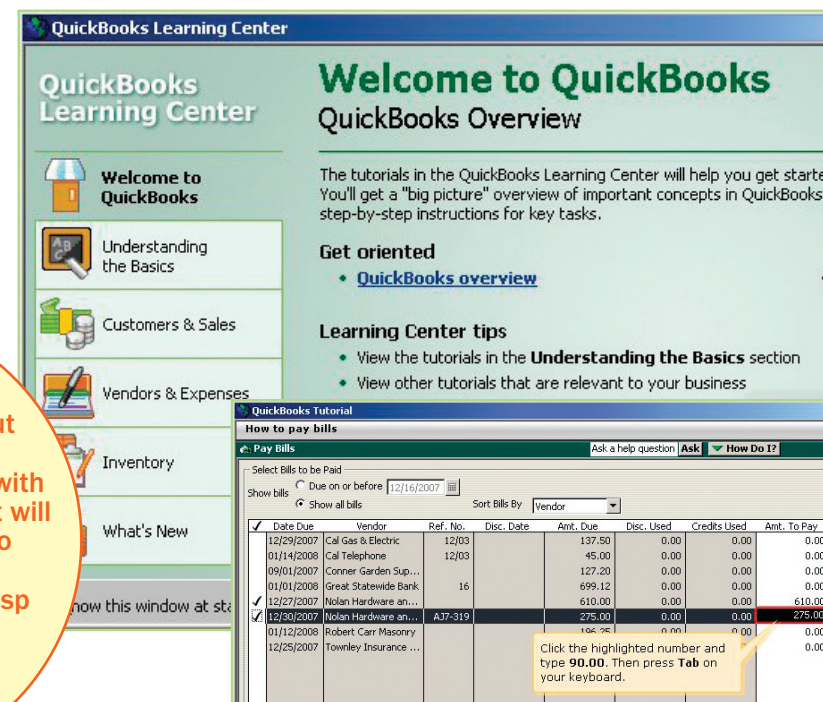 QuickBooks Learning Center
QuickBooks
Learning Center
Welcome to
QuickBooks
Understanding
the Basics
Customers & Sales
Vendors & Expenses
Inventory
What's New
now this window at
Welcome to QuickBooks
QuickBooks Overview
The tutorials in the QuickBooks Learning Center will help you get
You'll get a "big picture" overview of important concepts in QuickBooks
step-by-step instructions for key tasks.
Get oriented
• QuickBooks overview
Learning Center tips
• View the tutorials in the Understanding the Basics section
• View other tutorials that are relevant to your business
with
will
QuickBooks Tutorial
How to pay bills
Pay Bills Ask a help question Ask How Do I?
Select Bills to be Paid
Show bills Due on or before 12/16/2007
Show all bills Sort Bills By Vendor
✓ Date Due Vendor Ref. No. Disc. Date Amt. Due Disc. Used Credits Used Amt. To Pay
12/29/2007 Cal Gas & Electric 12/03 137.50 0.00 0.00 0.00
01/14/2008 Cal Telephone 12/03 45.00 0.00 0.00 0.00
09/01/2007 Conner Garden Sup... 127.20 0.00 0.00 0.00
01/01/2008 Great Statewide Bank 16 699.12 0.00 0.00 0.00
✓ 12/27/2007 Nolan Hardware an... 610.00 0.00 0.00 610.00
✓ 12/30/2007 Nolan Hardware an... AJ7-319 275.00 0.00 0.00 275.00
01/12/2008 Robert Carr Masonry 196.25 0.00 0.00 0.00
12/25/2007 Townley Insurance ... 0.00
Click the highlighted number and
type 90.00. Then press Tab on
your keyboard.